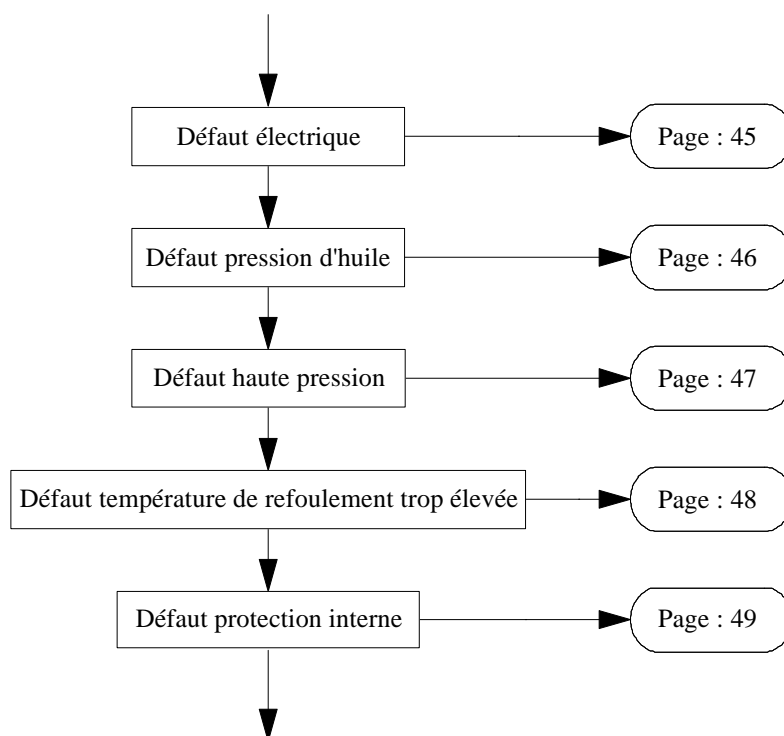 Défaut électrique
Page : 45
Défaut pression d'huile
Page : 46
Défaut haute pression
Page : 47
Défaut température de refoulement trop élevée
Page : 48
Défaut protection interne
Page : 49